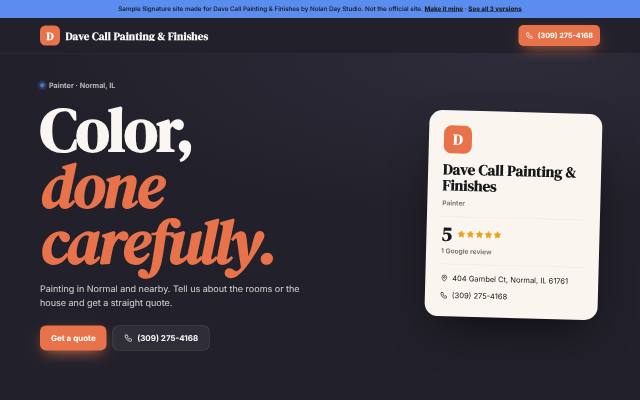 Sample Signature site made for Dave Call Painting & Finishes by Nolan Day Studio. Not the official site. Make it mine · See all 3 versions
D Dave Call Painting & Finishes
(309) 275-4168
Painter · Normal, IL
Color,
done
carefully.
Painting in Normal and nearby. Tell us about the rooms or the
house and get a straight quote.
Get a quote
(309) 275-4168
D
Dave Call Painting &
Finishes
Painter
5
1 Google review
404 Gambel Ct, Normal, IL 61761
(309) 275-4168